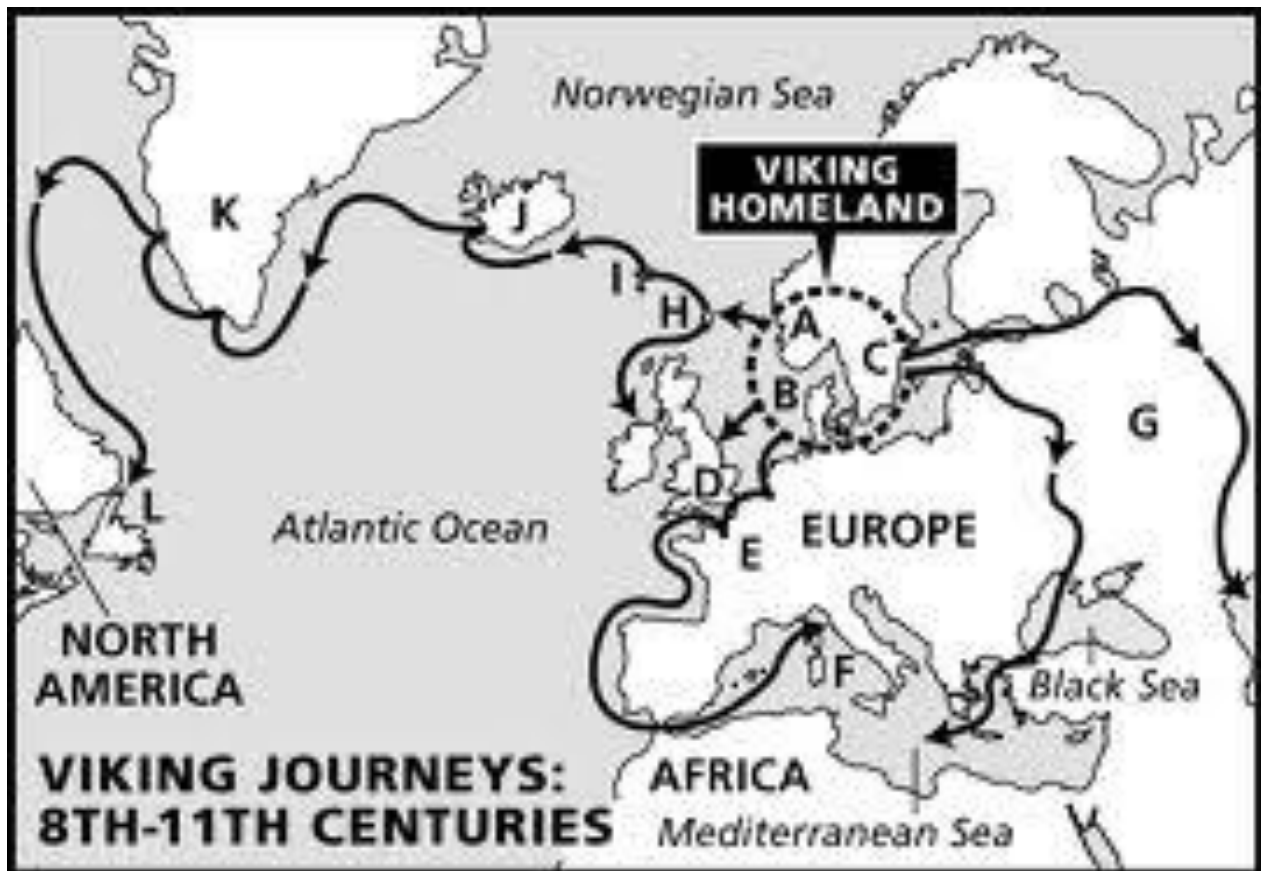 Norwegian Sea
VIKING
HOMELAND
K
J
I
H
A
C
B
G
D
L
Atlantic Ocean
E
EUROPE
NORTH
AMERICA
F
Black Sea
VIKING JOURNEYS:
8TH-11TH CENTURIES
AFRICA
Mediterranean Sea